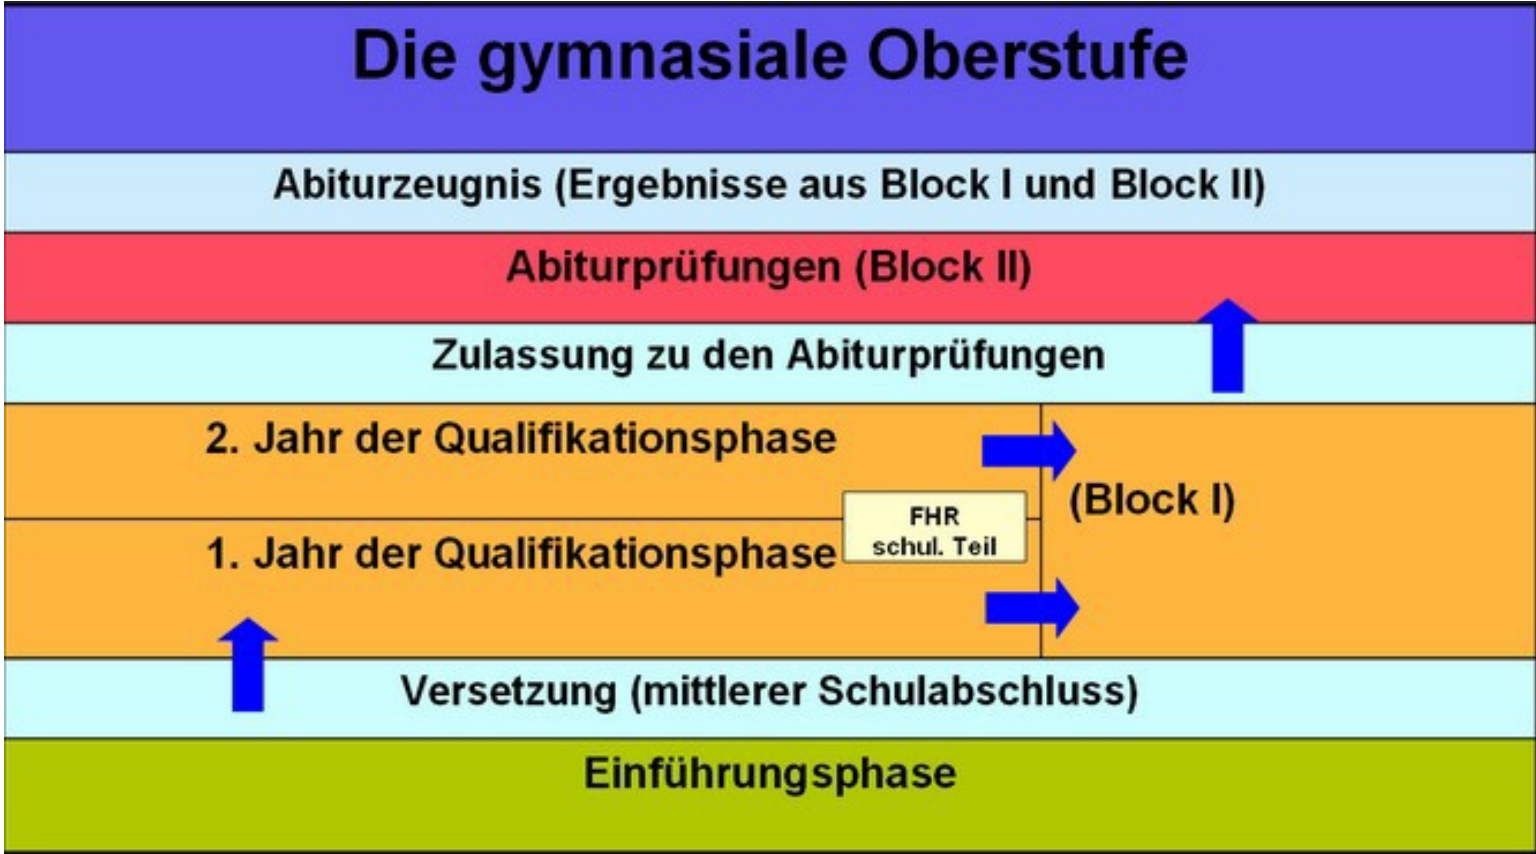 Die gymnasiale Oberstufe
Abiturzeugnis (Ergebnisse aus Block I und Block II)
Abiturprüfungen (Block II)
Zulassung zu den Abiturprüfungen
2. Jahr der Qualifikationsphase
(Block I)
FHR
schul. Teil
1. Jahr der Qualifikationsphase
Versetzung (mittlerer Schulabschluss)
Einführungsphase